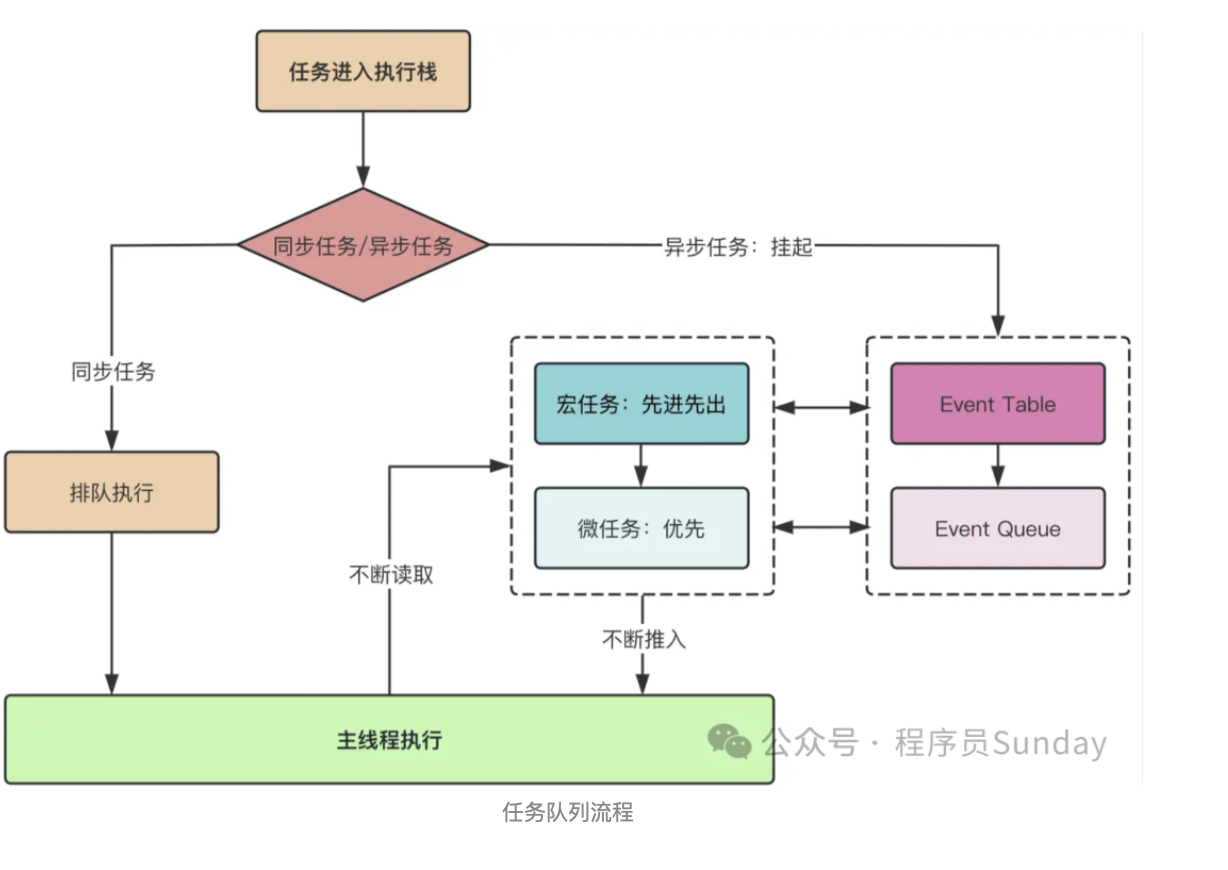 任务进入执行栈
同步任务/异步任务
异步任务：挂起
同步任务
宏任务：先进先出
Event Table
排队执行
微任务：优先
Event Queue
不断读取
不断推入
主线程执行
公众号 · 程序员Sunday
任务队列流程